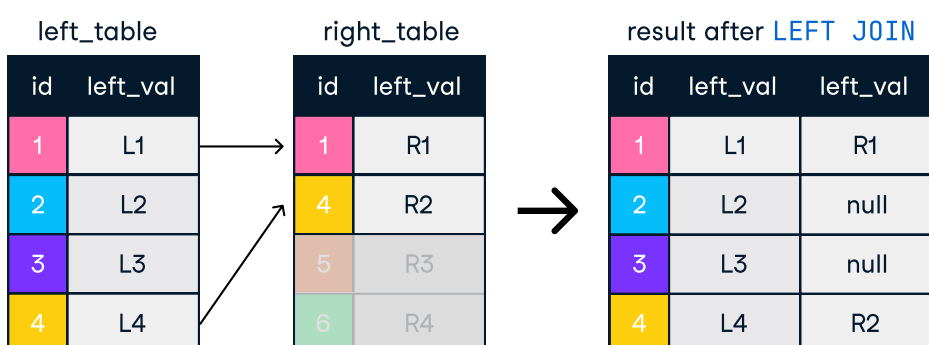 left_table right_table result after LEFT JOIN
id left_val id left_val id left_val left_val
1 L1 1 R1 1 L1 R1
2 L2 4 R2 2 L2 null
3 L3 5 R3 3 L3 null
4 L4 6 R4 4 L4 R2